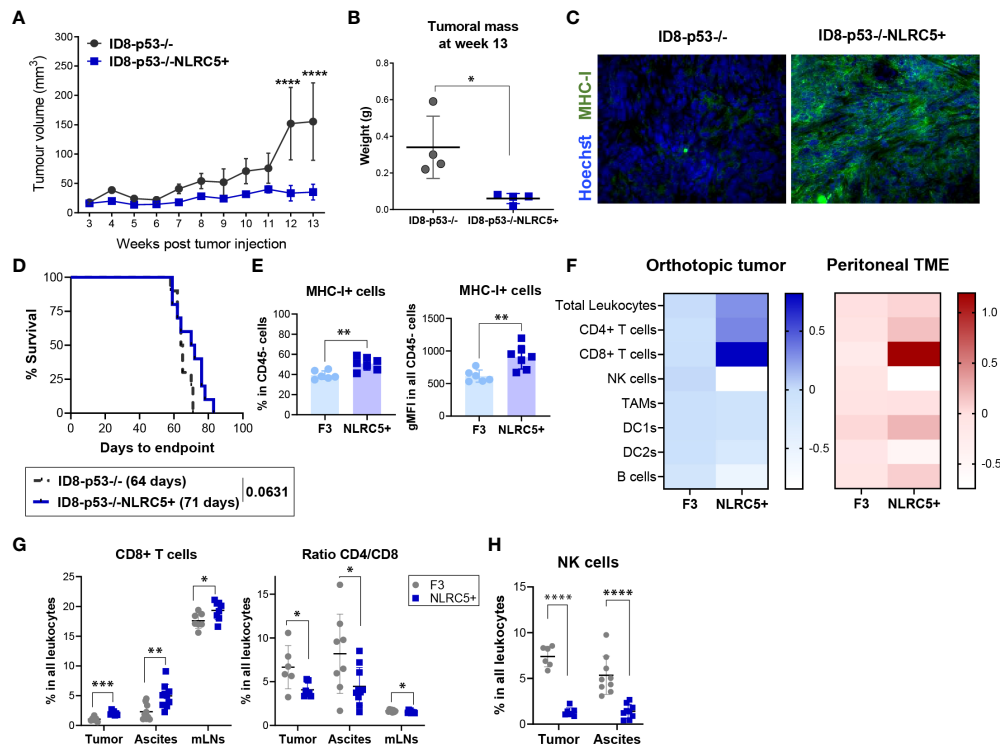 A
ID8-p53-/-
ID8-p53-/-NLRC5+
Tumour volume (mm3)
300
250
200
150
100
50
0
**** ****
3 4 5 6 7 8 9 10 11 12 13
Weeks post tumor injection
B
Tumoral mass
at week 13
Weight (g)
0.8
0.6
0.4
0.2
0.0
*
ID8-p53-/- ID8-p53-/-NLRC5+
C
ID8-p53-/- ID8-p53-/-NLRC5+
Hoechst MHC-I
D
% Survival
100
75
50
25
0
0 20 40 60 80 100
Days to endpoint
ID8-p53-/- (64 days)
ID8-p53-/-NLRC5+ (71 days)
0.0631
E
MHC-I+ cells
% in CD45- cells
100
80
60
40
20
0
**
F3 NLRC5+
MHC-I+ cells
gMFI in all CD45- cells
1500
1000
500
0
**
F3 NLRC5+
F
Orthotopic tumor Peritoneal TME
Total Leukocytes
CD4+ T cells
CD8+ T cells
NK cells
TAMs
DC1s
DC2s
B cells
F3 NLRC5+
0.5
0
-0.5
F3 NLRC5+
1.0
0.5
0
-0.5
G
CD8+ T cells
% in all leukocytes
25
20
15
10
5
0
***
**
*
Tumor Ascites mLNs
Ratio CD4/CD8
% in all leukocytes
20
15
10
5
0
*
*
*
Tumor Ascites mLNs
F3
NLRC5+
H
NK cells
% in all leukocytes
15
10
5
0
**** ****
Tumor Ascites